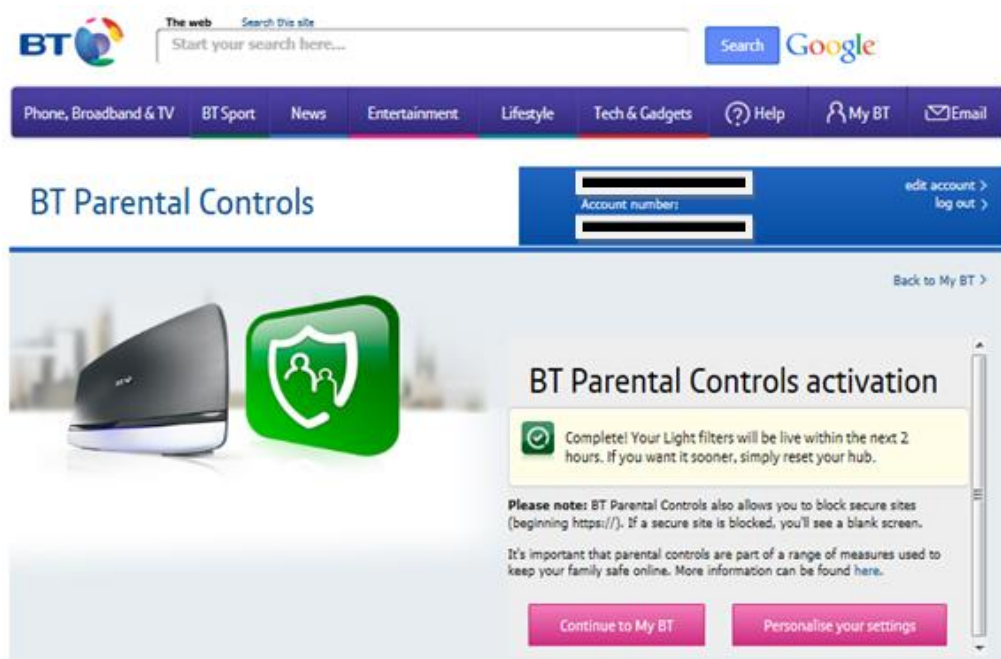 The web Search this site
BT Start your search here... Search Google
Phone, Broadband & TV BT Sport News Entertainment Lifestyle Tech & Gadgets ? Help My BT Email
edit account >
BT Parental Controls
Account number:
log out >
Back to My BT >
BT
BT Parental Controls activation
Complete! Your Light filters will be live within the next 2
hours. If you want it sooner, simply reset your hub.
Please note: BT Parental Controls also allows you to block secure sites
(beginning https://). If a secure site is blocked, you'll see a blank screen.
It's important that parental controls are part of a range of measures used to
keep your family safe online. More information can be found here.
Continue to My BT Personalise your settings